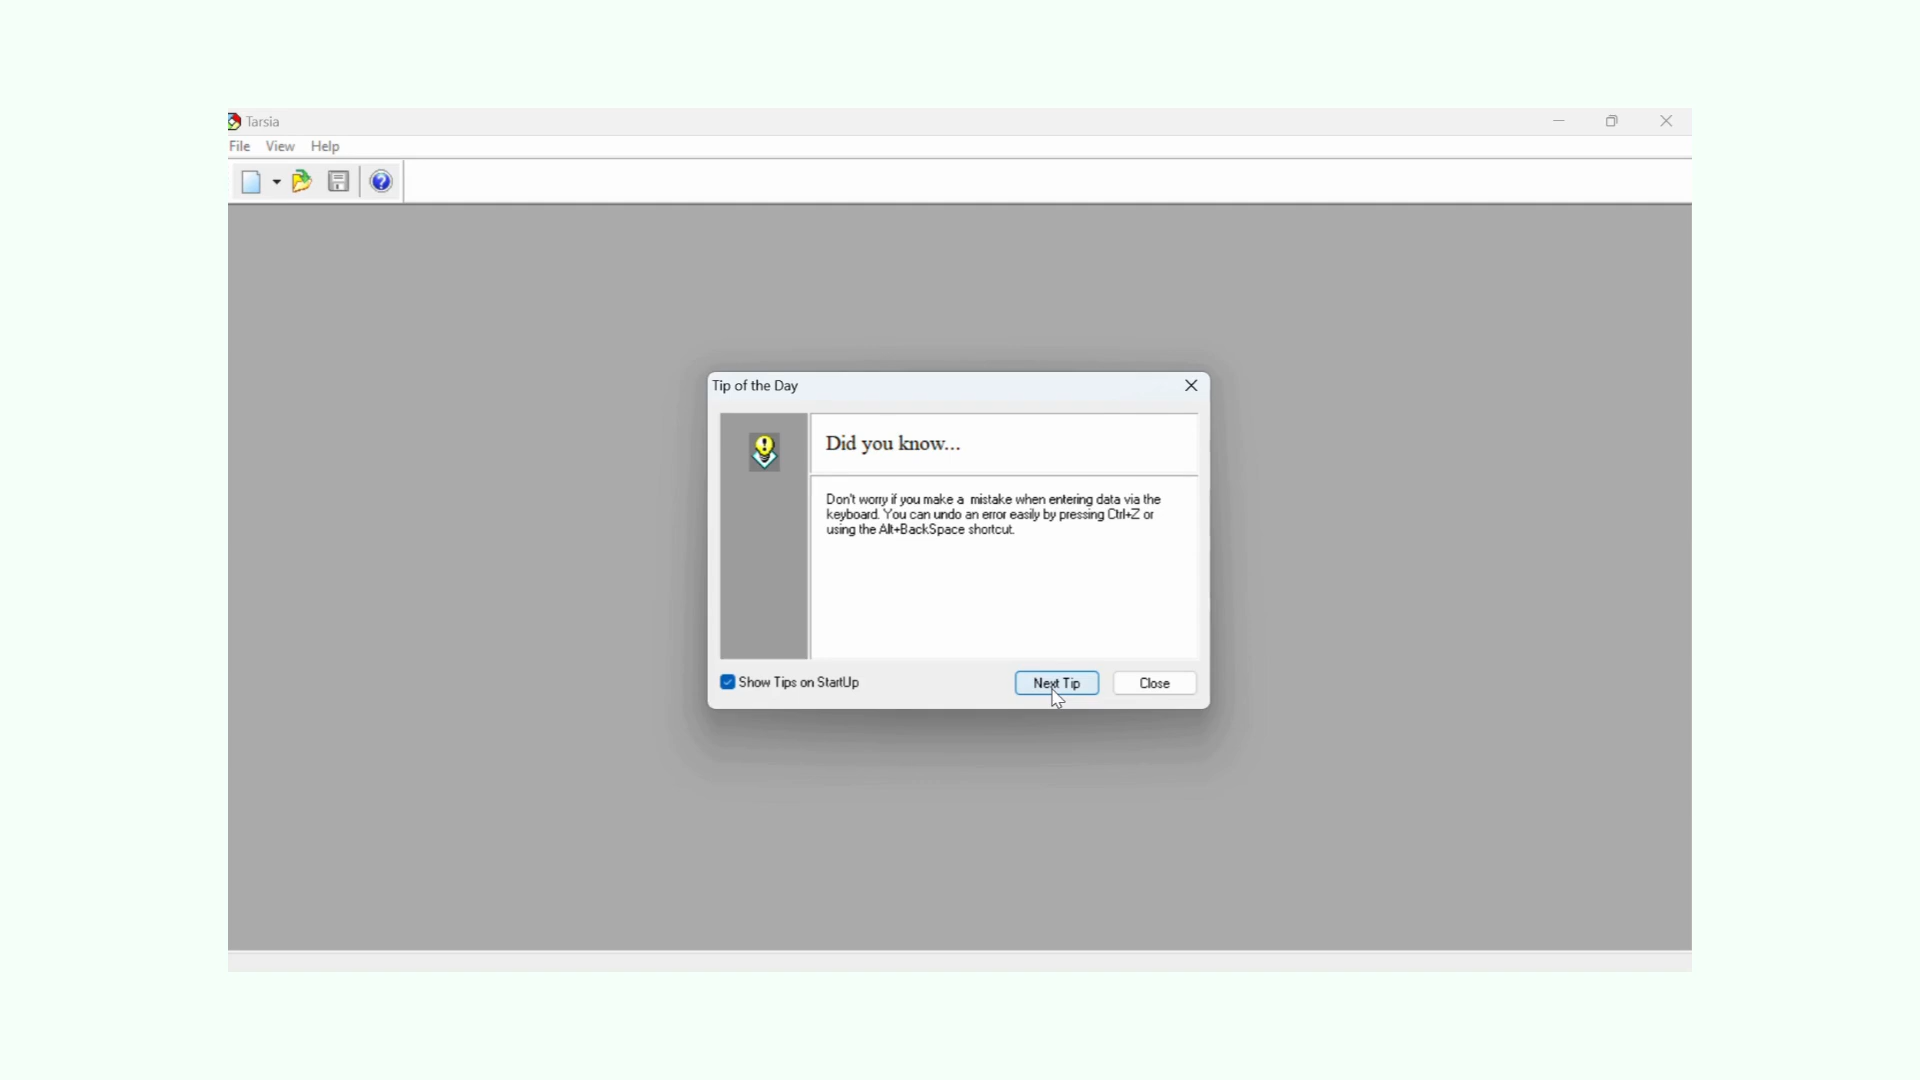 Tarsia
File View Help
Tip of the Day
Did you know...
Don't worry if you make a mistake when entering data via the
keyboard. You can undo an error easily by pressing Ctrl+Z or
using the Alt+BackSpace shortcut.
Show Tips on StartUp
Next Tip
Close